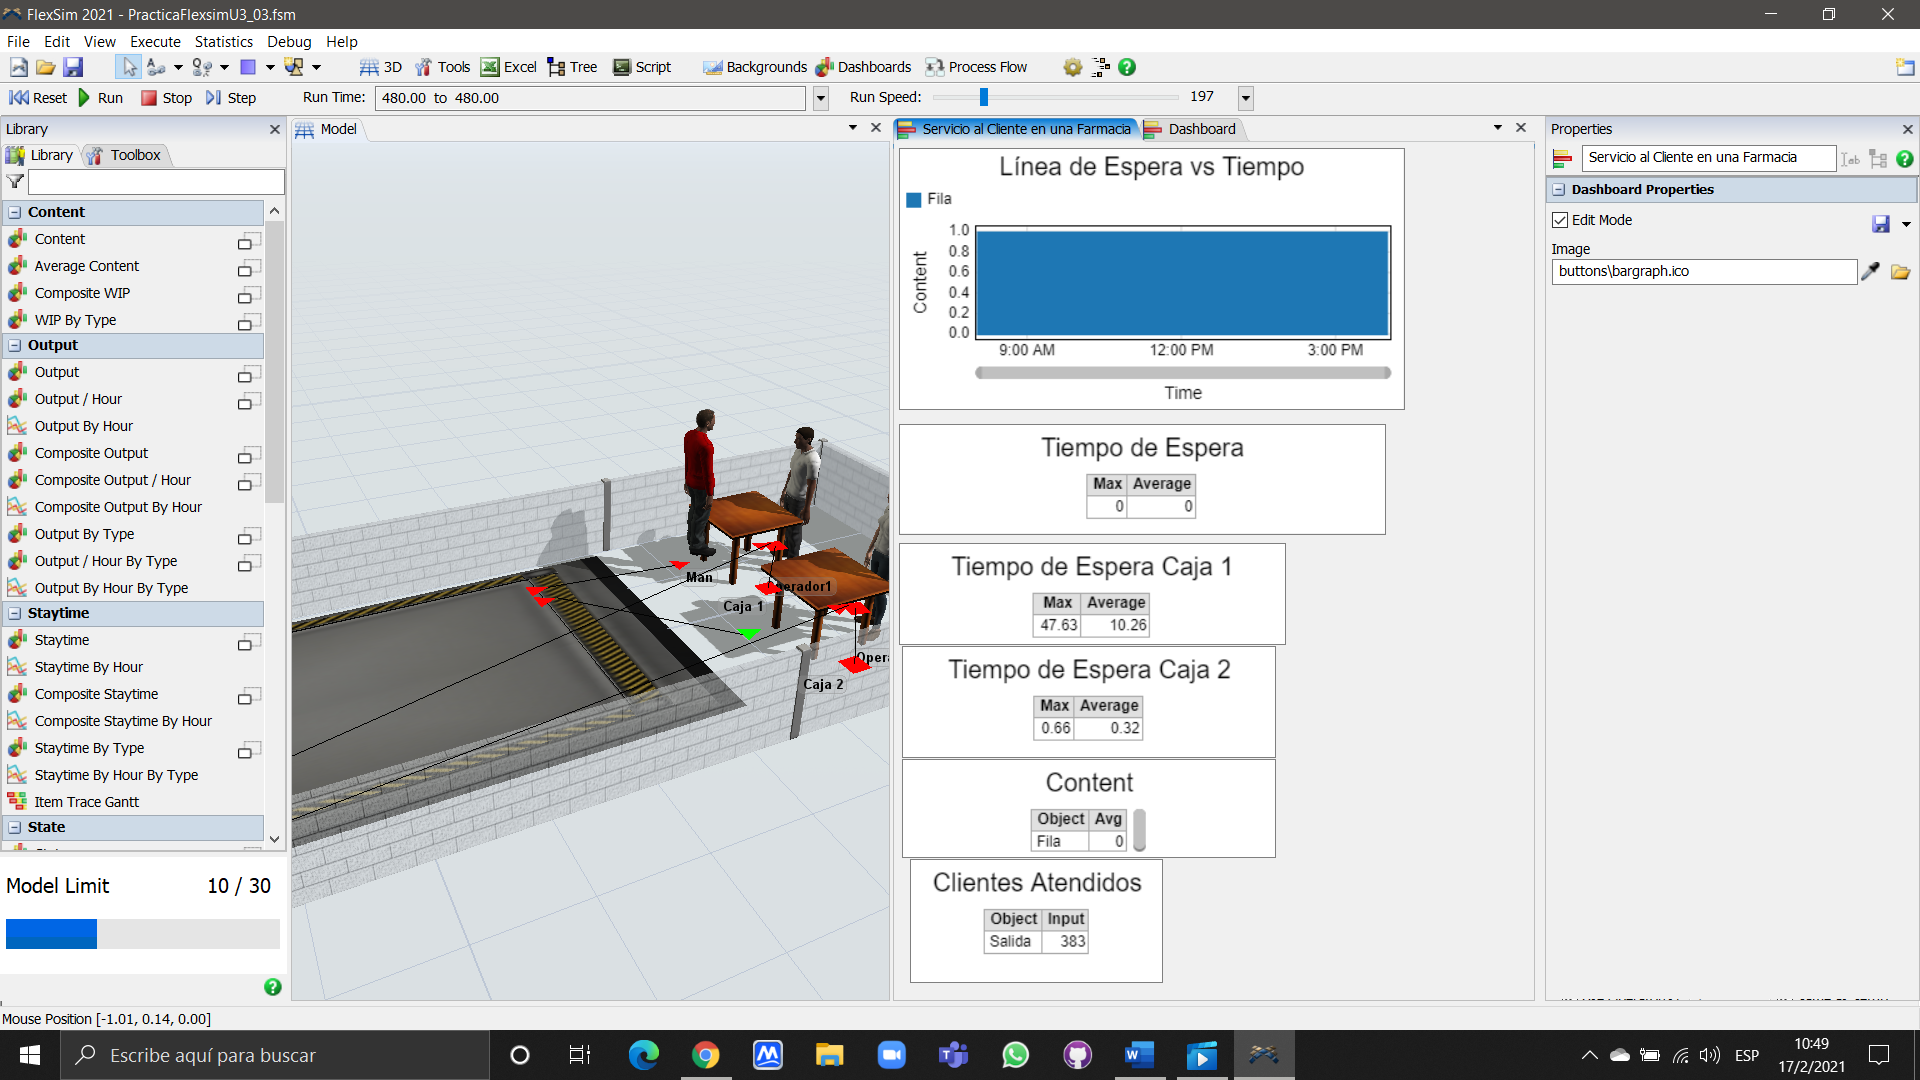 FlexSim 2021 - PracticaFlexsimU3_03.fsm
File Edit View Execute Statistics Debug Help
3D Tools Excel Tree Script Backgrounds Dashboards Process Flow
Reset Run Stop Step Run Time: 480.00 to 480.00 Run Speed: 197
Library
Library Toolbox
Content
Content
Average Content
Composite WIP
WIP By Type
Output
Output
Output / Hour
Output By Hour
Composite Output
Composite Output / Hour
Composite Output By Hour
Output By Type
Output / Hour By Type
Output By Hour By Type
Staytime
Staytime
Staytime By Hour
Composite Staytime
Composite Staytime By Hour
Staytime By Type
Staytime By Hour By Type
Item Trace Gantt
State
Model Limit 10 / 30
Mouse Position [-1.01, 0.14, 0.00]
Model
Man
Caja 1
Caja 2
Servicio al Cliente en una Farmacia Dashboard
Línea de Espera vs Tiempo
Fila
Content
1.0
0.8
0.6
0.4
0.2
0.0
9:00 AM 12:00 PM 3:00 PM
Time
Tiempo de Espera
Max Average
0 0
Tiempo de Espera Caja 1
Max Average
47.63 10.26
Tiempo de Espera Caja 2
Max Average
0.66 0.32
Content
Object Avg
Fila 0
Clientes Atendidos
Object Input
Salida 383
Properties
Servicio al Cliente en una Farmacia
Dashboard Properties
Edit Mode
Image
buttons\bargraph.ico
Escribe aquí para buscar
ESP
10:49
17/2/2021